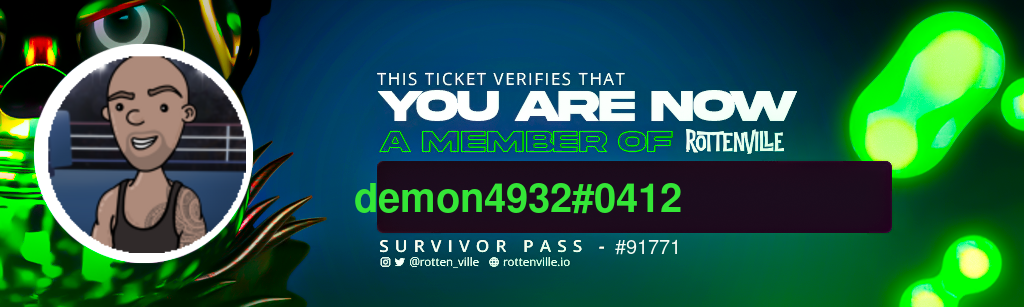 THIS TICKET VERIFIES THAT
YOU ARE NOW
A MEMBER OF ROTTENVILLE
demon4932#0412
SURVIVOR PASS - #91771
@rotten_ville rottenville.io